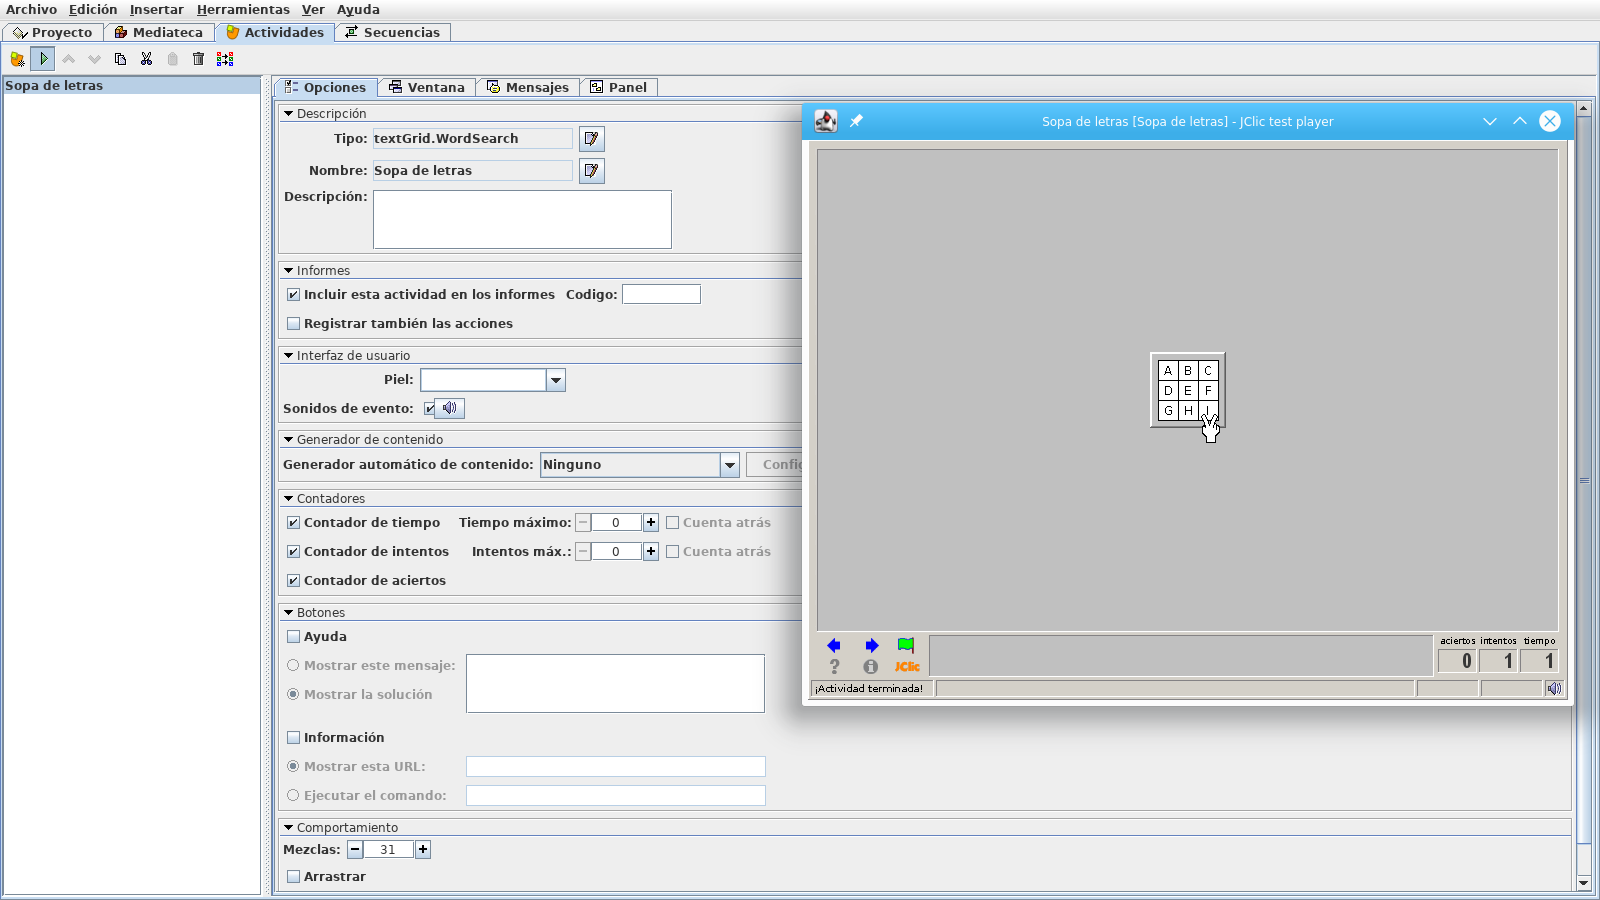 Archivo Edición Insertar Herramientas Ver Ayuda
Proyecto Mediateca Actividades Secuencias
Sopa de letras
Opciones Ventana Mensajes Panel
Descripción
Tipo: textGrid.WordSearch
Nombre: Sopa de letras
Descripción:
Informes
Incluir esta actividad en los informes Codigo:
Registrar también las acciones
Interfaz de usuario
Piel:
Sonidos de evento:
Generador de contenido
Generador automático de contenido: Ninguno Config
Contadores
Contador de tiempo Tiempo máximo: 0 Cuenta atrás
Contador de intentos Intentos máx.: 0 Cuenta atrás
Contador de aciertos
Botones
Ayuda
Mostrar este mensaje:
Mostrar la solución
Información
Mostrar esta URL:
Ejecutar el comando:
Comportamiento
Mezclas: 31
Arrastrar
Sopa de letras [Sopa de letras] - JClic test player
A B C
D E F
G H I
aciertos intentos tiempo
0 1 1
JClic
¡Actividad terminada!